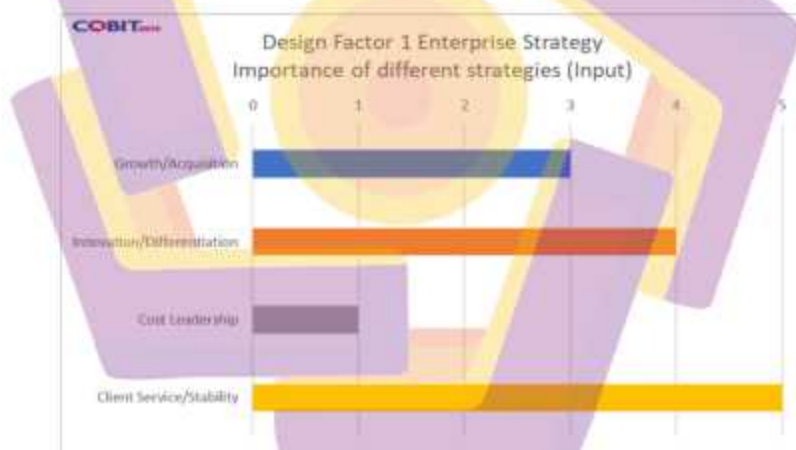 COBIT 2019
Design Factor 1 Enterprise Strategy
Importance of different strategies (Input)
0 1 2 3 4 5
Growth/Acquisition
Innovation/Differentiation
Cost Leadership
Client Service/Stability